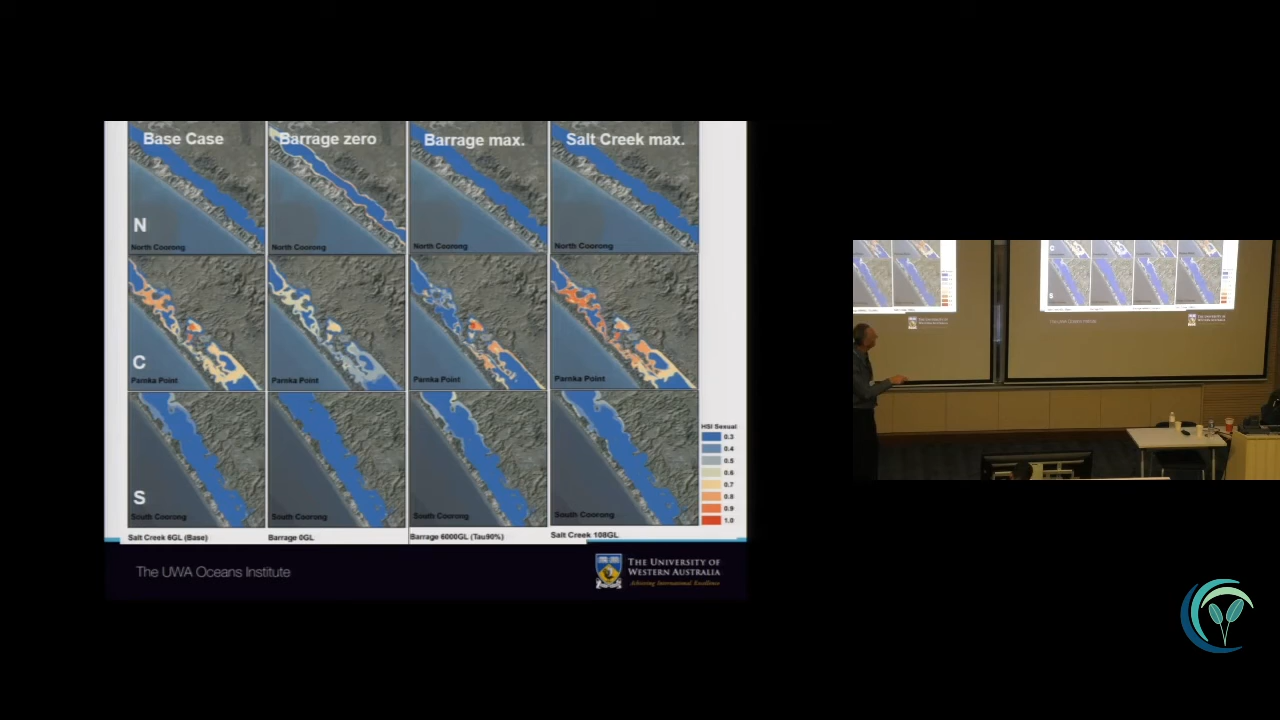 Base Case
Barrage zero
Barrage max.
Salt Creek max.
N
North Coorong
North Coorong
North Coorong
North Coorong
C
Parnka Point
Parnka Point
Parnka Point
Parnka Point
S
South Coorong
South Coorong
South Coorong
South Coorong
HSI Sexual
0.3
0.4
0.5
0.6
0.7
0.8
0.9
1.0
Salt Creek 6GL (Base)
Barrage 0GL
Barrage 6000GL (Tau90%)
Salt Creek 108GL
The UWA Oceans Institute
THE UNIVERSITY OF
WESTERN AUSTRALIA
Achieving International Excellence